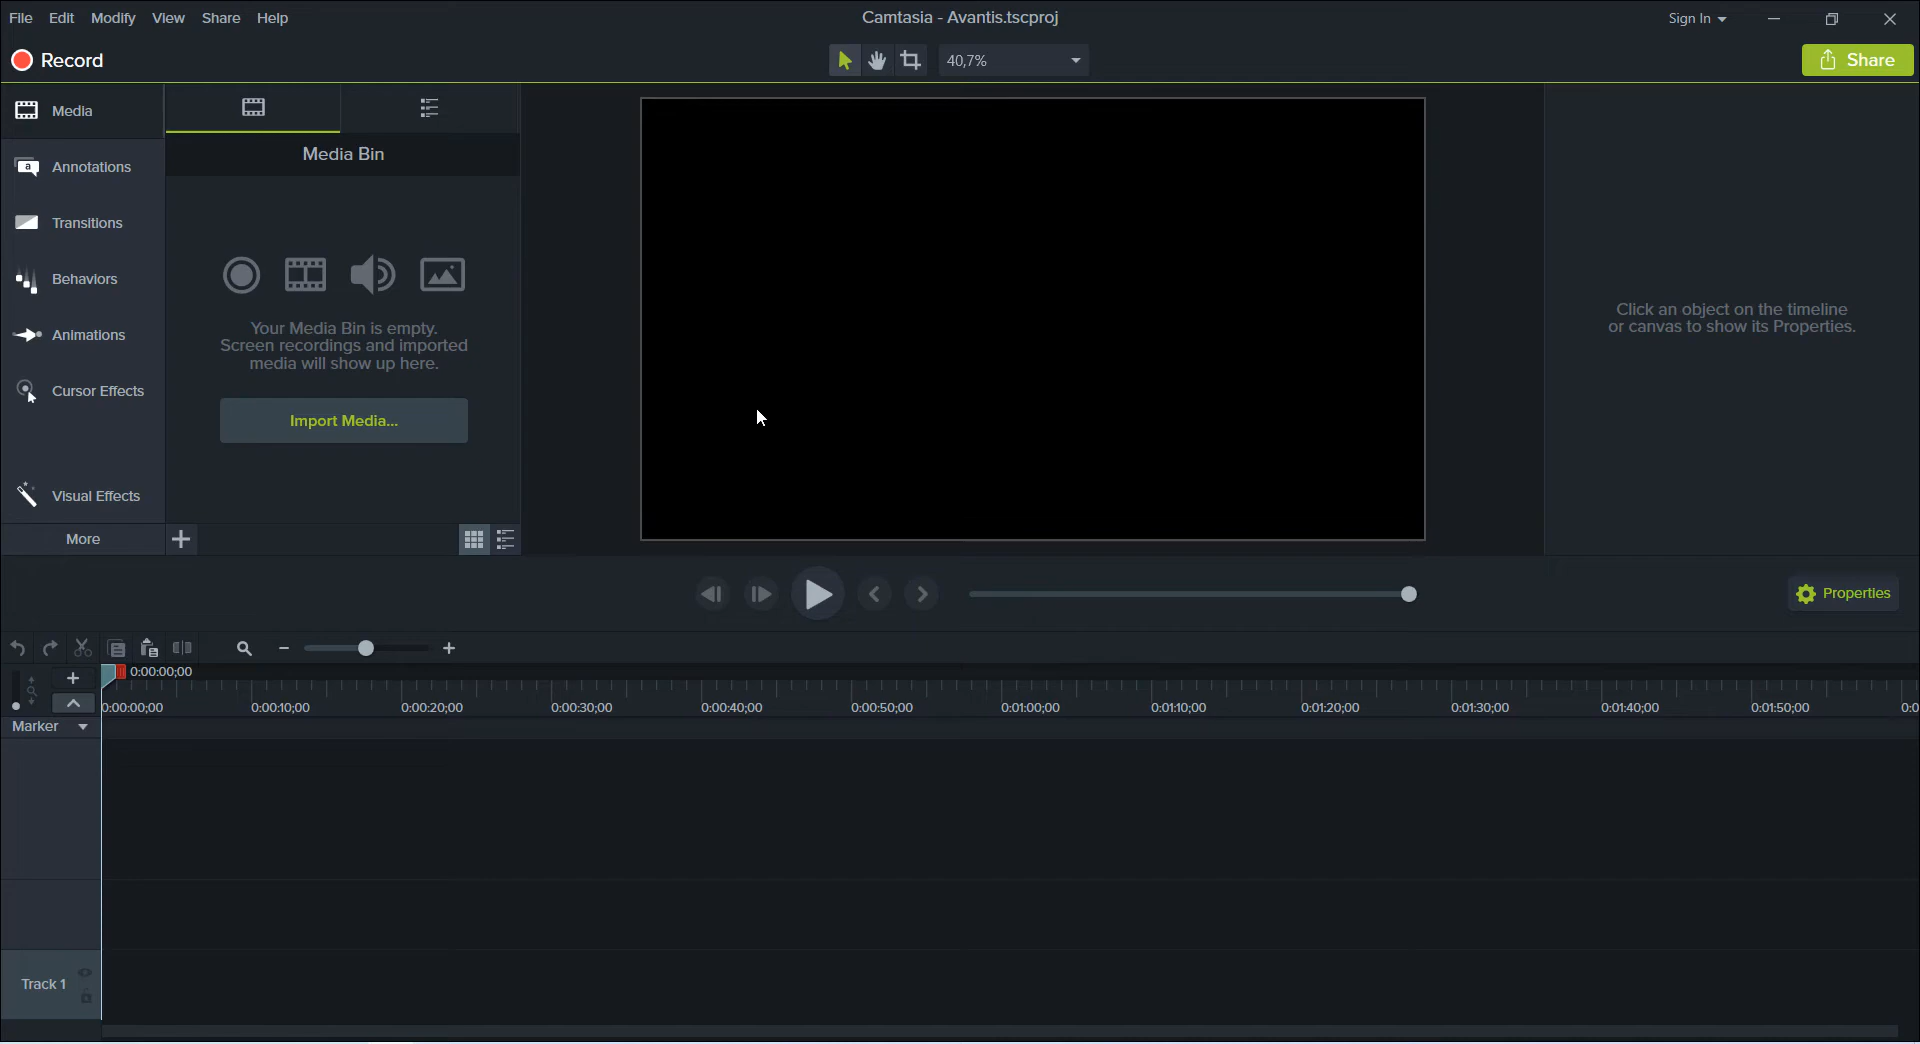 File Edit Modify View Share Help
Camtasia - Avantis.tscproj
Sign In
Record
40,7%
Share
Media
Annotations
Transitions
Behaviors
Animations
Cursor Effects
Visual Effects
More
Media Bin
Your Media Bin is empty.
Screen recordings and imported
media will show up here.
Import Media...
Click an object on the timeline
or canvas to show its Properties.
Properties
0:00:00;00
0:00:00;00 0:00:10;00 0:00:20;00 0:00:30;00 0:00:40;00 0:00:50;00 0:01:00;00 0:01:10;00 0:01:20;00 0:01:30;00 0:01:40;00 0:01:50;00 0:0
Marker
Track 1